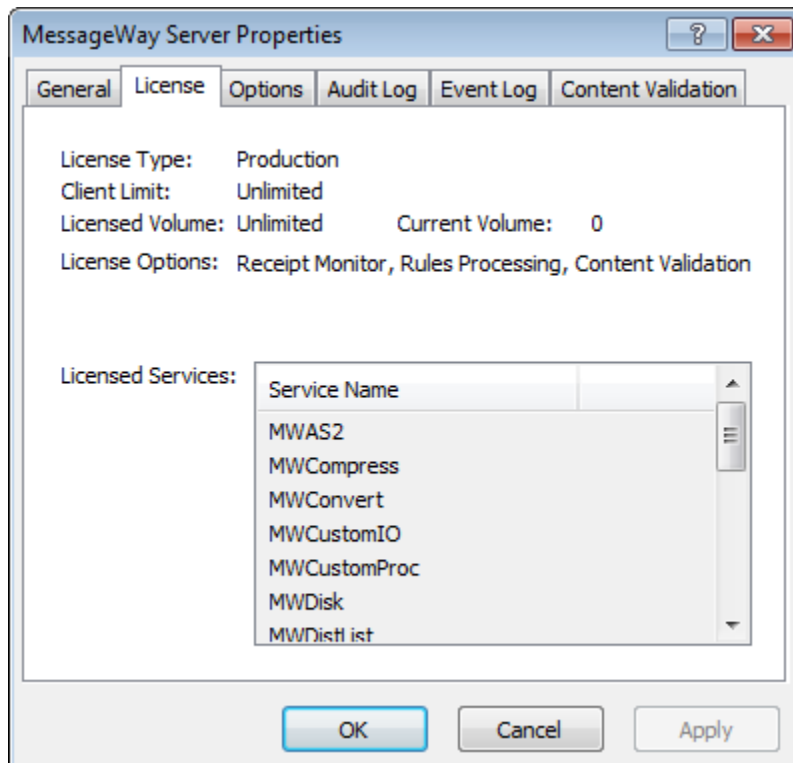 MessageWay Server Properties
General License Options Audit Log Event Log Content Validation
License Type: Production
Client Limit: Unlimited
Licensed Volume: Unlimited Current Volume: 0
License Options: Receipt Monitor, Rules Processing, Content Validation
Licensed Services:
Service Name
MWAS2
MWCompress
MWConvert
MWCustomIO
MWCustomProc
MWDisk
MWDistList
OK Cancel Apply